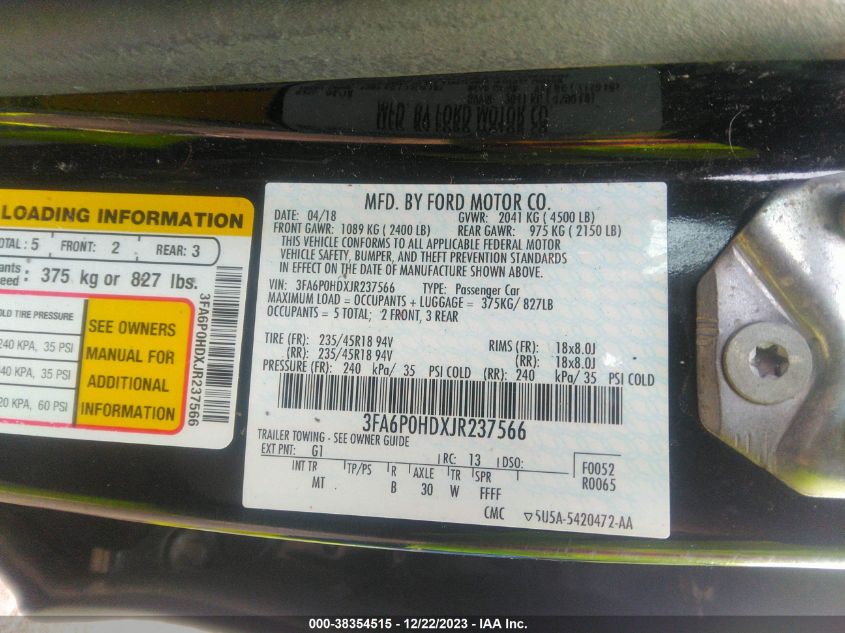 LOADING INFORMATION
TOTAL: 5 FRONT: 2 REAR: 3
375 kg or 827 lbs.
TIRE PRESSURE
240 KPA, 35 PSI
240 KPA, 35 PSI
420 KPA, 60 PSI
SEE OWNERS
MANUAL FOR
ADDITIONAL
INFORMATION
3FA6P0HDXJR237566
MFD. BY FORD MOTOR CO.
DATE: 04/18 GVWR: 2041 KG ( 4500 LB)
FRONT GAWR: 1089 KG ( 2400 LB) REAR GAWR: 975 KG ( 2150 LB)
THIS VEHICLE CONFORMS TO ALL APPLICABLE FEDERAL MOTOR
VEHICLE SAFETY, BUMPER, AND THEFT PREVENTION STANDARDS
IN EFFECT ON THE DATE OF MANUFACTURE SHOWN ABOVE.
VIN: 3FA6P0HDXJR237566 TYPE: Passenger Car
MAXIMUM LOAD = OCCUPANTS + LUGGAGE = 375KG/ 827LB
OCCUPANTS = 5 TOTAL; 2 FRONT, 3 REAR
TIRE (FR): 235/45R18 94V RIMS (FR): 18x8.0J
(RR): 235/45R18 94V (RR): 18x8.0J
PRESSURE (FR): 240 kPa/ 35 PSI COLD (RR): 240 kPa/ 35 PSI COLD
3FA6P0HDXJR237566
TRAILER TOWING - SEE OWNER GUIDE
EXT PNT: G1 RC: 13 DSO: F0052
INT TR TP/PS R AXLE TR SPR R0065
MT B 30 W FFFF
CMC ▽5U5A-5420472-AA
000-38354515 - 12/22/2023 - IAA Inc.